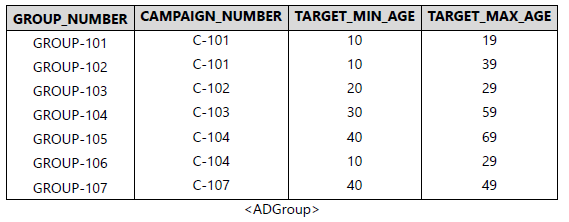 GROUP_NUMBER CAMPAIGN_NUMBER TARGET_MIN_AGE TARGET_MAX_AGE
GROUP-101 C-101 10 19
GROUP-102 C-101 10 39
GROUP-103 C-102 20 29
GROUP-104 C-103 30 59
GROUP-105 C-104 40 69
GROUP-106 C-104 10 29
GROUP-107 C-107 40 49
<ADGroup>